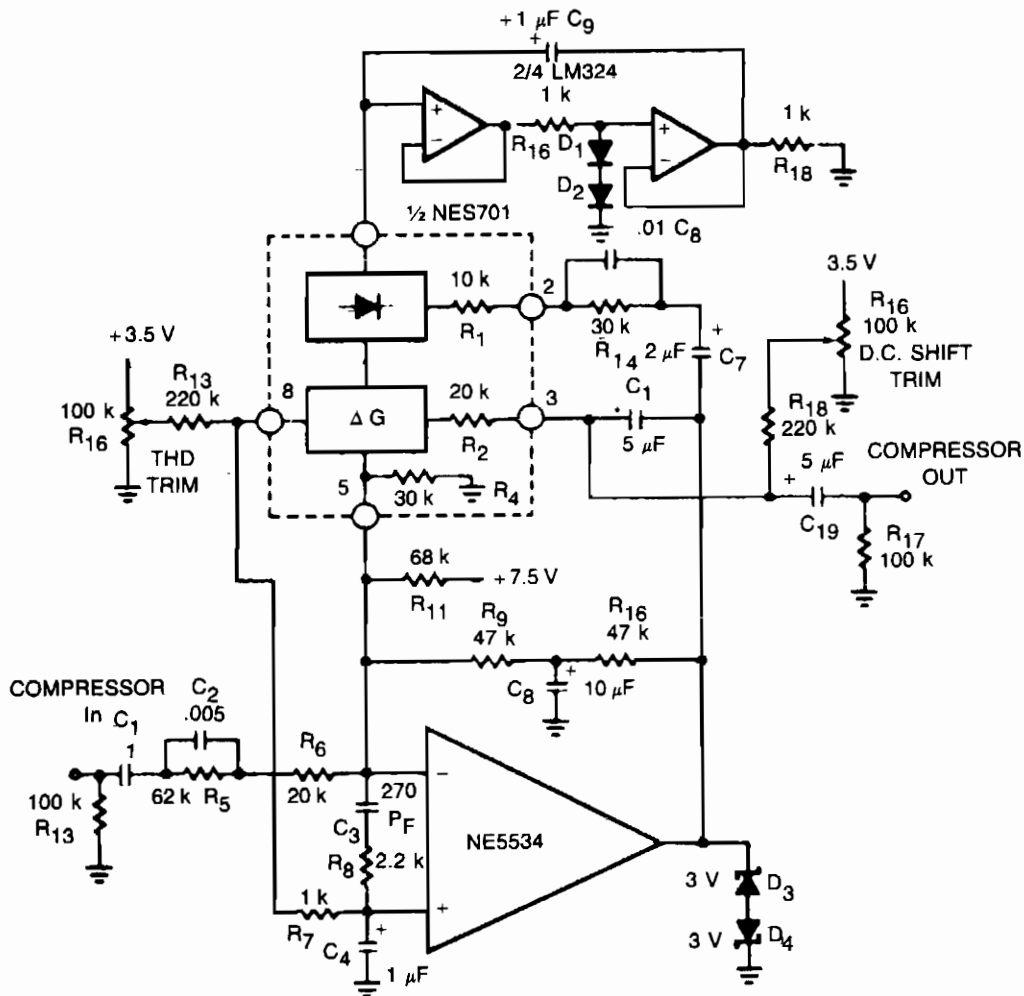 +1 µF C9
+
2/4 LM324
1 k
+
−
R16
D1
D2
+
−
1 k
R18
½ NES701
.01 C8
10 k
R1
2
30 k
R14
2 µF
+
C7
3.5 V
R16
100 k
D.C. SHIFT
TRIM
+3.5 V
R13
220 k
100 k
R16
THD
TRIM
8
Δ G
20 k
R2
3
C1
5 µF
R18
220 k
5 µF
+
C19
COMPRESSOR
OUT
R17
100 k
5
30 k
R4
68 k
R11
+7.5 V
R9
47 k
R16
47 k
C8
+
10 µF
COMPRESSOR
In
C1
1
C2
.005
62 k
R5
100 k
R13
R6
20 k
270
PF
C3
R8
2.2 k
1 k
R7
C4
+
1 µF
−
NE5534
+
3 V
D3
3 V
D4